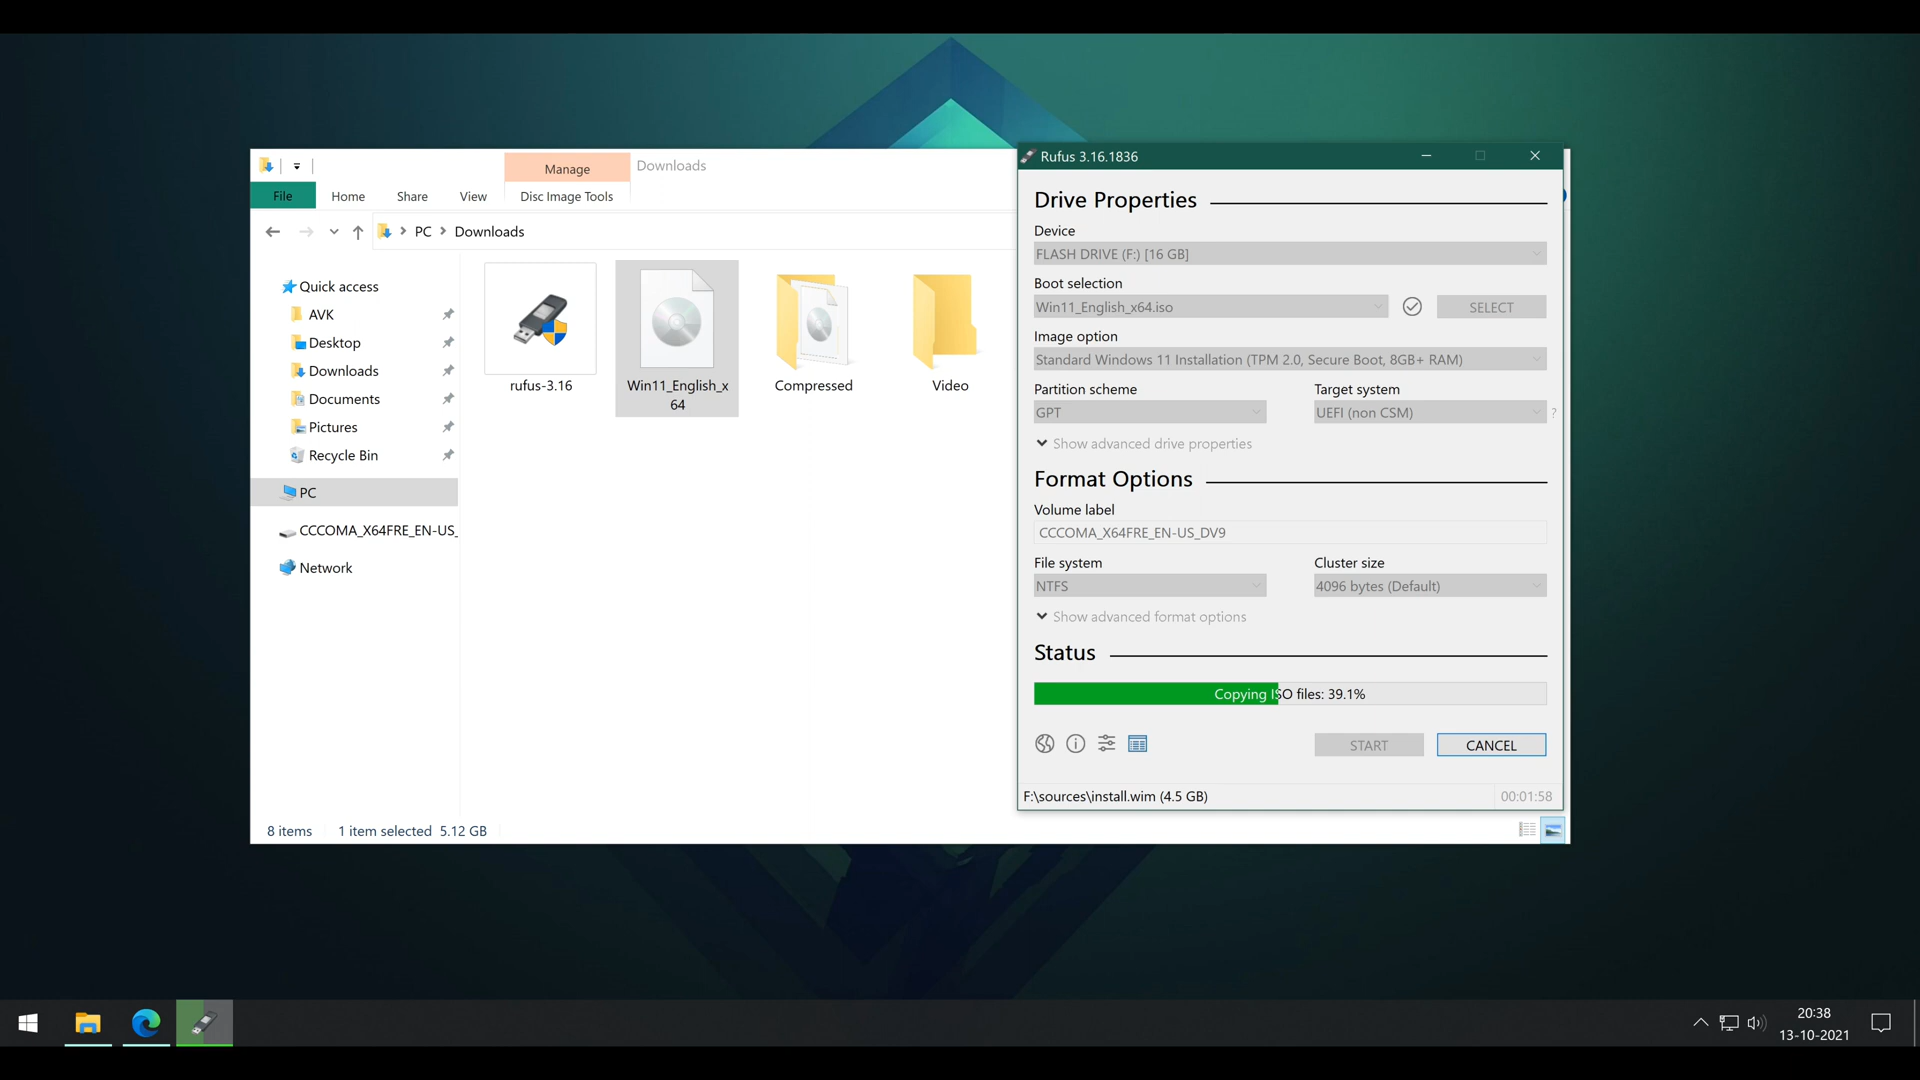 Manage
Downloads
File
Home
Share
View
Disc Image Tools
PC
Downloads
Quick access
AVK
Desktop
Downloads
Documents
Pictures
Recycle Bin
PC
CCCOMA_X64FRE_EN-US_
Network
rufus-3.16
Win11_English_x
64
Compressed
Video
8 items
1 item selected 5.12 GB
Rufus 3.16.1836
Drive Properties
Device
FLASH DRIVE (F:) [16 GB]
Boot selection
Win11_English_x64.iso
SELECT
Image option
Standard Windows 11 Installation (TPM 2.0, Secure Boot, 8GB+ RAM)
Partition scheme
Target system
GPT
UEFI (non CSM)
?
Show advanced drive properties
Format Options
Volume label
CCCOMA_X64FRE_EN-US_DV9
File system
Cluster size
NTFS
4096 bytes (Default)
Show advanced format options
Status
Copying ISO files: 39.1%
START
CANCEL
F:\sources\install.wim (4.5 GB)
00:01:58
20:38
13-10-2021